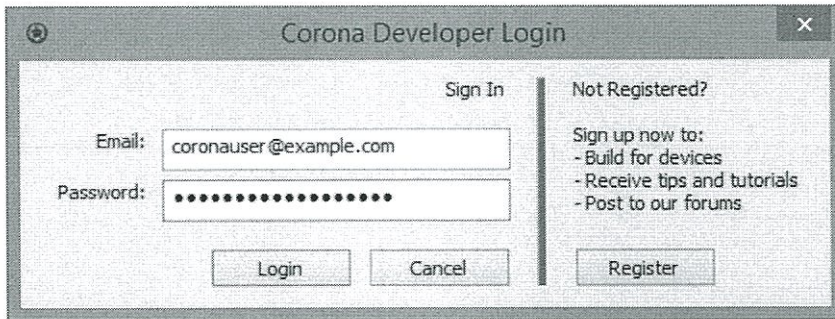 Corona Developer Login
Sign In
Email:
coronauser@example.com
Password:
••••••••••••••••••
Login
Cancel
Not Registered?
Sign up now to:
- Build for devices
- Receive tips and tutorials
- Post to our forums
Register